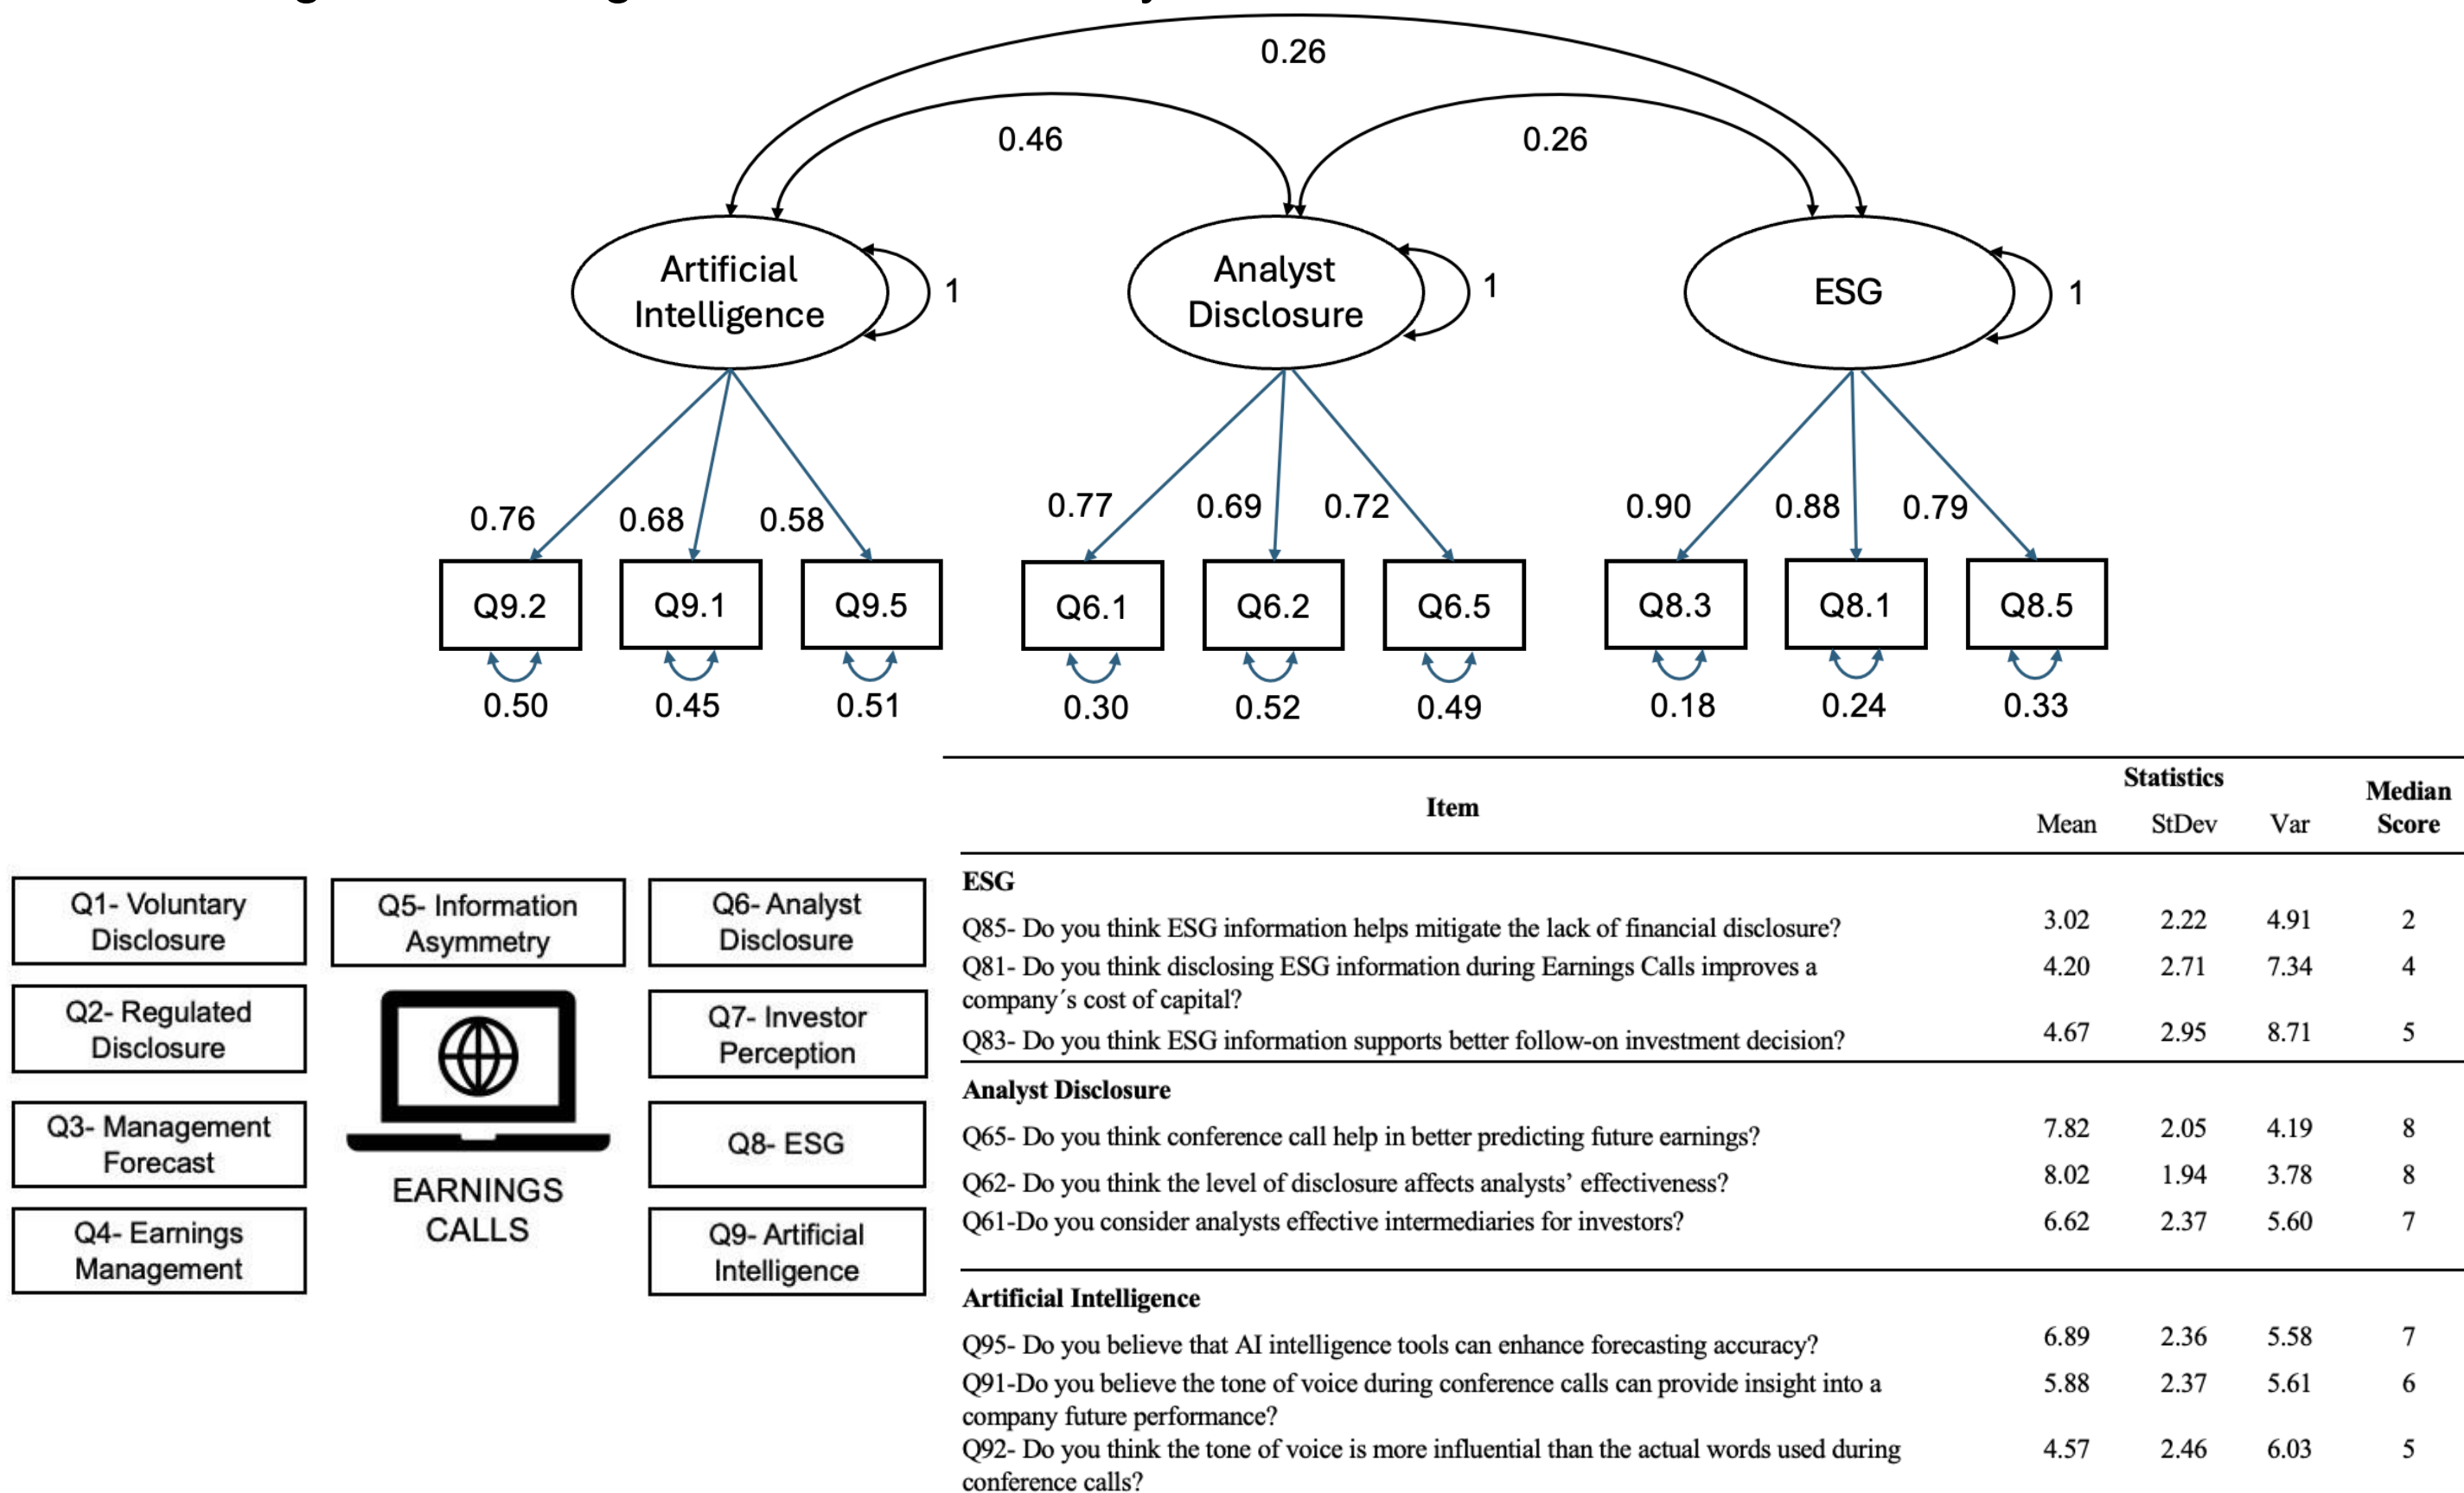 0.26
0.46
0.26
Artificial
Intelligence
1
Analyst
Disclosure
1
ESG
1
0.76
0.68
0.58
0.77
0.69
0.72
0.90
0.88
0.79
Q9.2
Q9.1
Q9.5
Q6.1
Q6.2
Q6.5
Q8.3
Q8.1
Q8.5
0.50
0.45
0.51
0.30
0.52
0.49
0.18
0.24
0.33
Q1- Voluntary
Disclosure
Q5- Information
Asymmetry
Q6- Analyst
Disclosure
Q2- Regulated
Disclosure
Q7- Investor
Perception
Q3- Management
Forecast
Q8- ESG
EARNINGS
CALLS
Q4- Earnings
Management
Q9- Artificial
Intelligence
Item
Statistics
Median
Score
Mean StDev Var
ESG
Q85- Do you think ESG information helps mitigate the lack of financial disclosure? 3.02 2.22 4.91 2
Q81- Do you think disclosing ESG information during Earnings Calls improves a 4.20 2.71 7.34 4
company´s cost of capital?
Q83- Do you think ESG information supports better follow-on investment decision? 4.67 2.95 8.71 5
Analyst Disclosure
Q65- Do you think conference call help in better predicting future earnings? 7.82 2.05 4.19 8
Q62- Do you think the level of disclosure affects analysts’ effectiveness? 8.02 1.94 3.78 8
Q61-Do you consider analysts effective intermediaries for investors? 6.62 2.37 5.60 7
Artificial Intelligence
Q95- Do you believe that AI intelligence tools can enhance forecasting accuracy? 6.89 2.36 5.58 7
Q91-Do you believe the tone of voice during conference calls can provide insight into a 5.88 2.37 5.61 6
company future performance?
Q92- Do you think the tone of voice is more influential than the actual words used during 4.57 2.46 6.03 5
conference calls?